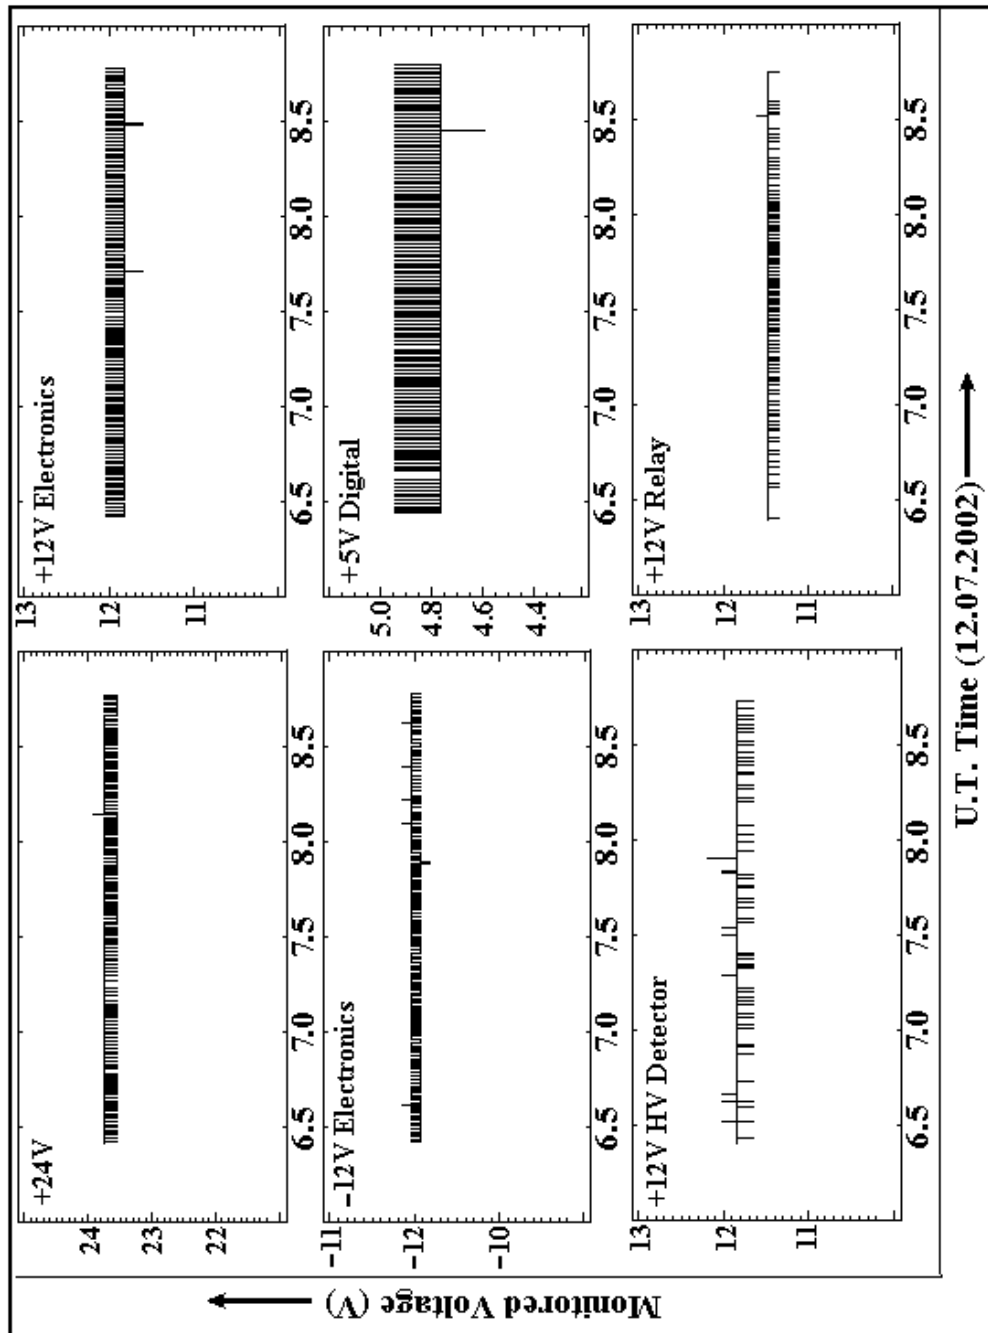 +24V
24
23
22
6.5 7.0 7.5 8.0 8.5
+12V Electronics
13
12
11
6.5 7.0 7.5 8.0 8.5
-12V Electronics
-11
-12
-10
6.5 7.0 7.5 8.0 8.5
+5V Digital
5.0
4.8
4.6
4.4
6.5 7.0 7.5 8.0 8.5
+12V HV Detector
13
12
11
6.5 7.0 7.5 8.0 8.5
+12V Relay
13
12
11
6.5 7.0 7.5 8.0 8.5
Monitored Voltage (V)
U.T. Time (12.07.2002)